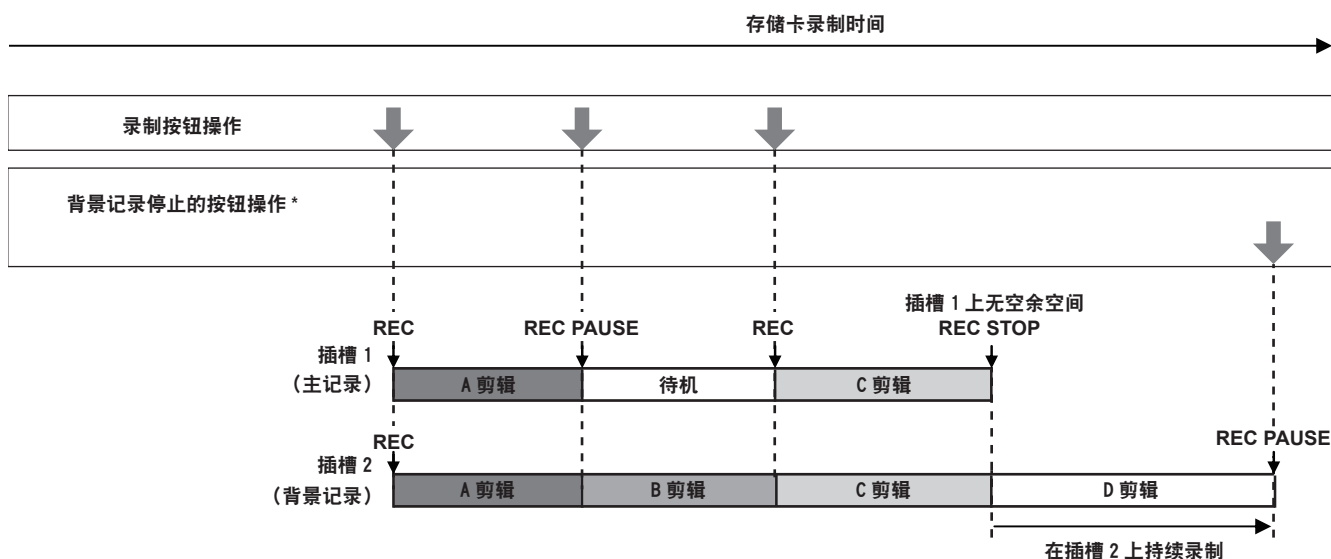 存储卡录制时间
录制按钮操作
背景记录停止的按钮操作*
插槽 1 上无空余空间
REC
REC PAUSE
REC
REC STOP
插槽 1
(主记录)
A 剪辑
待机
C 剪辑
REC
REC PAUSE
插槽 2
(背景记录)
A 剪辑
B 剪辑
C 剪辑
D 剪辑
在插槽 2 上持续录制